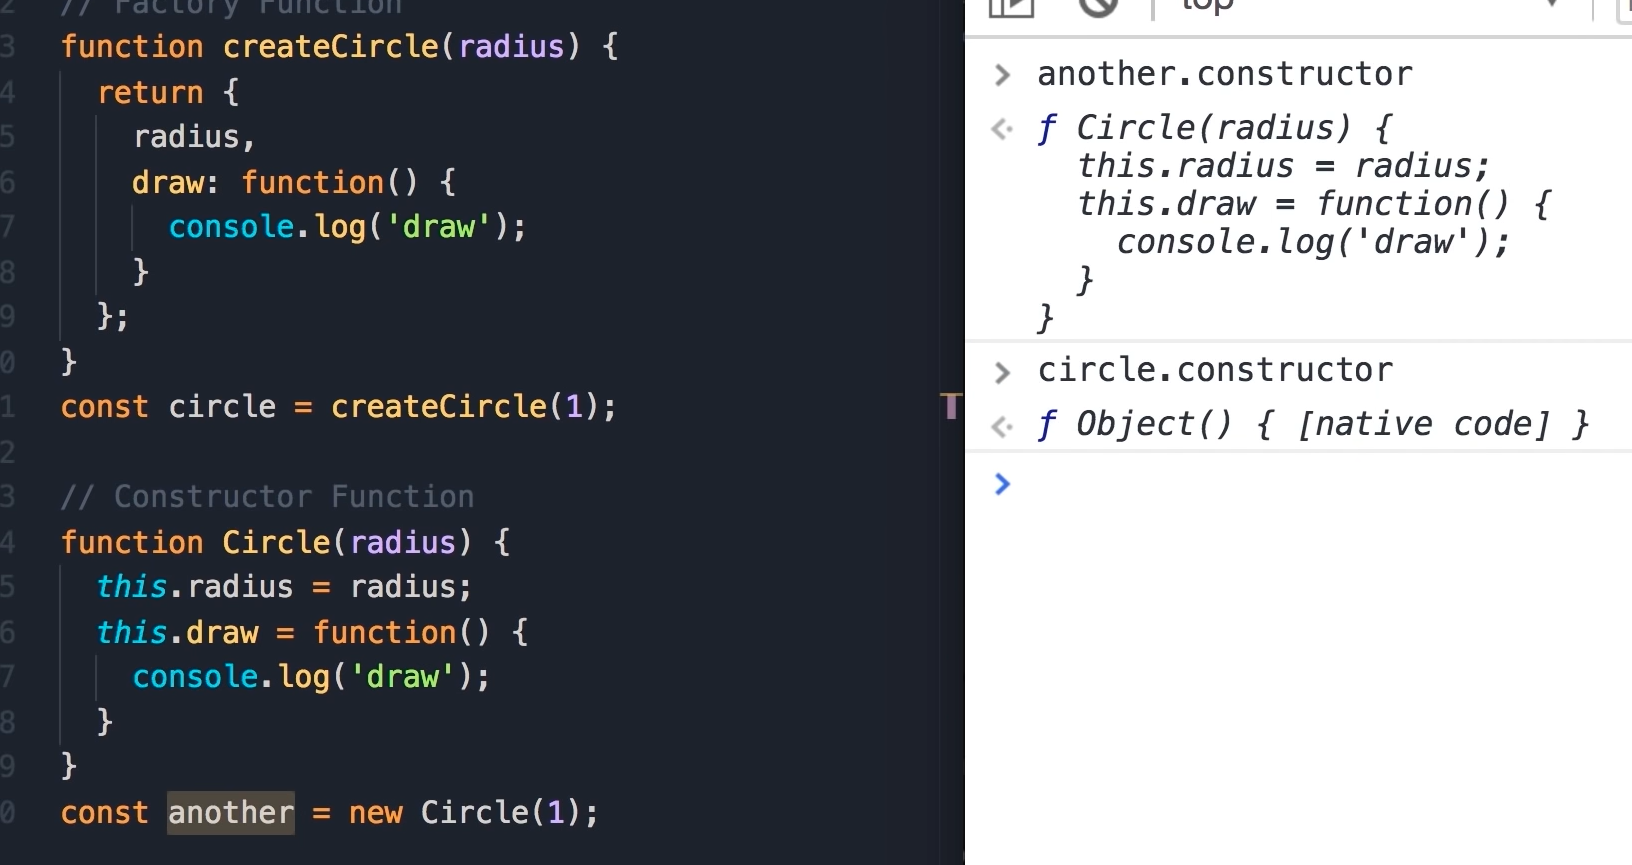 // Factory Function
3 function createCircle(radius) {
4 return {
5 radius,
6 draw: function() {
7 console.log('draw');
8 }
9 };
0 }
1 const circle = createCircle(1);
2
3 // Constructor Function
4 function Circle(radius) {
5 this.radius = radius;
6 this.draw = function() {
7 console.log('draw');
8 }
9 }
0 const another = new Circle(1);
T
top
> another.constructor
ƒ Circle(radius) {
this.radius = radius;
this.draw = function() {
console.log('draw');
}
}
> circle.constructor
ƒ Object() { [native code] }
>